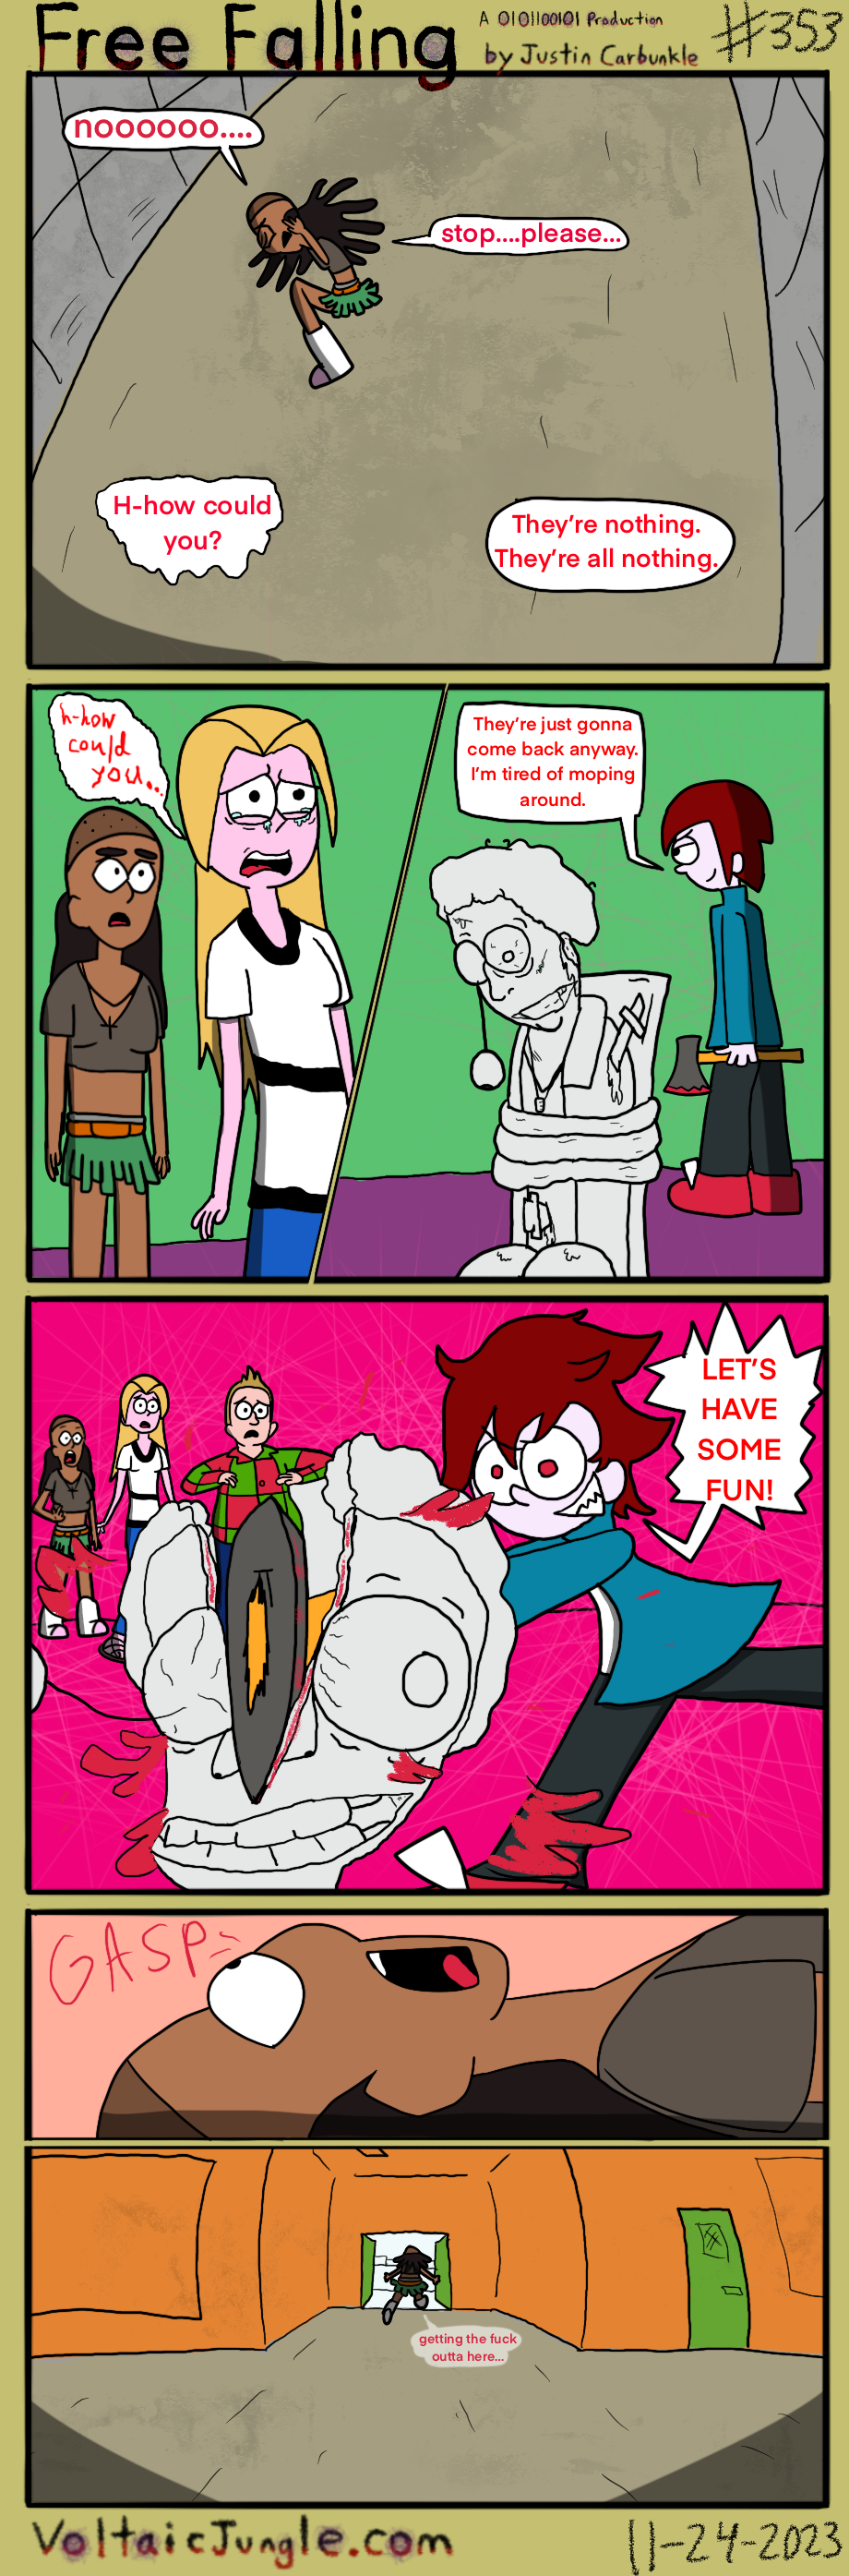 Free Falling
A 0101100101 Production
by Justin Carbunkle
#353
noooooo....
stop....please...
H-how could
you?
They're nothing.
They're all nothing.
h-how
could
you...
They're just gonna
come back anyway.
I'm tired of moping
around.
LET'S
HAVE
SOME
FUN!
GASP
getting the fuck
outta here...
VoltaicJungle.com
11-24-2023